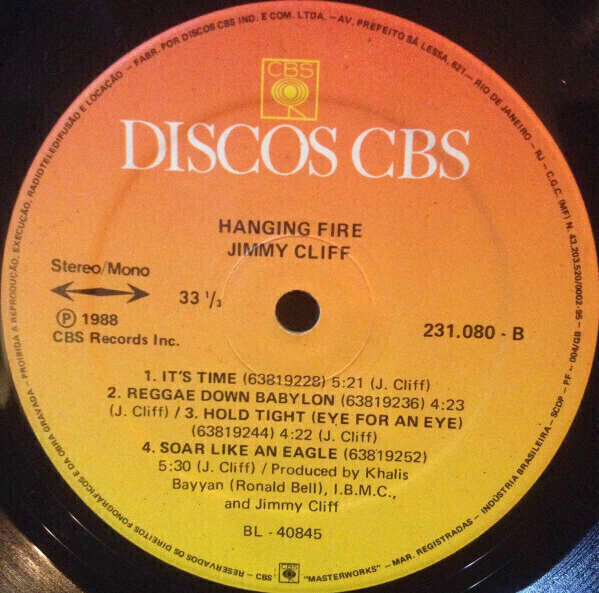 CBS
DISCOS CBS
HANGING FIRE
JIMMY CLIFF
Stereo/Mono
33 1/3
℗ 1988
CBS Records Inc.
231.080 - B
1. IT'S TIME (63819228) 5:21 (J. Cliff)
2. REGGAE DOWN BABYLON (63819236) 4:23
(J. Cliff) / 3. HOLD TIGHT (EYE FOR AN EYE)
(63819244) 4:22 (J. Cliff)
4. SOAR LIKE AN EAGLE (63819252)
5:30 (J. Cliff) / Produced by Khalis
Bayyan (Ronald Bell), I.B.M.C.,
and Jimmy Cliff
BL - 40845
RESERVADOS OS DIREITOS FONOGRÁFICOS E DA OBRA GRAVADA - PROIBIDA A REPRODUÇÃO, EXECUÇÃO, RADIOTELEDIFUSÃO E LOCAÇÃO - FABR. POR DISCOS CBS IND. E COM. LTDA. - AV. PREFEITO SÁ LESSA, 621 - RIO DE JANEIRO - RJ - C.G.C. (MF) N. 43.203.520/0002-95 - SCDP - PF - 004/GB - INDÚSTRIA BRASILEIRA - MAR. REGISTRADAS - "MASTERWORKS" CBS - CBS